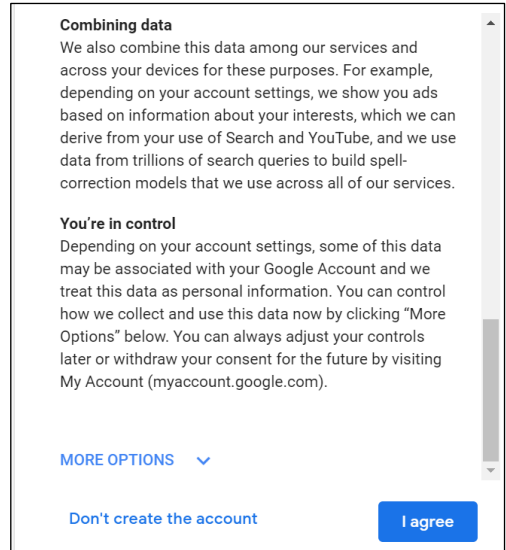 Combining data
We also combine this data among our services and
across your devices for these purposes. For example,
depending on your account settings, we show you ads
based on information about your interests, which we can
derive from your use of Search and YouTube, and we use
data from trillions of search queries to build spell-
correction models that we use across all of our services.
You’re in control
Depending on your account settings, some of this data
may be associated with your Google Account and we
treat this data as personal information. You can control
how we collect and use this data now by clicking “More
Options” below. You can always adjust your controls
later or withdraw your consent for the future by visiting
My Account (myaccount.google.com).
MORE OPTIONS
Don't create the account
I agree